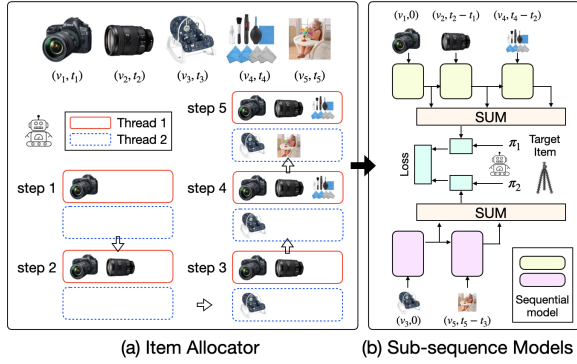 (v₁, t₁)
(v₂, t₂)
(v₃, t₃)
(v₄, t₄)
(v₅, t₅)
Thread 1
Thread 2
step 1
step 2
step 3
step 4
step 5
(a) Item Allocator
(v₁,0)
(v₂, t₂ − t₁)
(v₄, t₄ − t₂)
SUM
Loss
π₁
π₂
Target
Item
SUM
(v₃,0)
(v₅, t₅ − t₃)
Sequential
model
(b) Sub-sequence Models